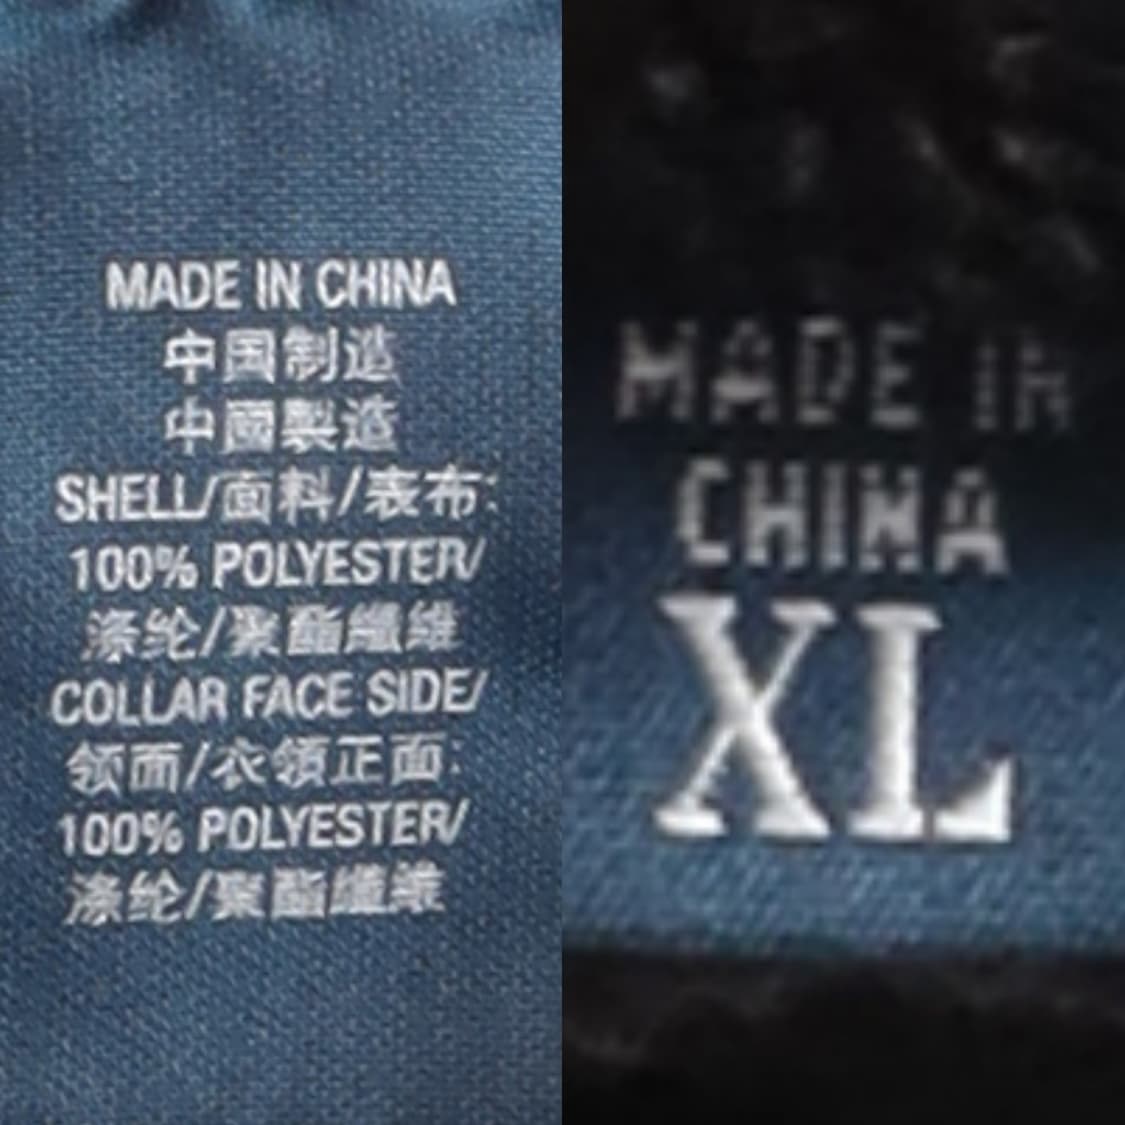 MADE IN CHINA
中国制造
中國製造
SHELL/面料/表布:
100% POLYESTER/
涤纶/聚酯纖維
COLLAR FACE SIDE/
领面/衣領正面:
100% POLYESTER/
涤纶/聚酯纖維
MADE IN
CHINA
XL